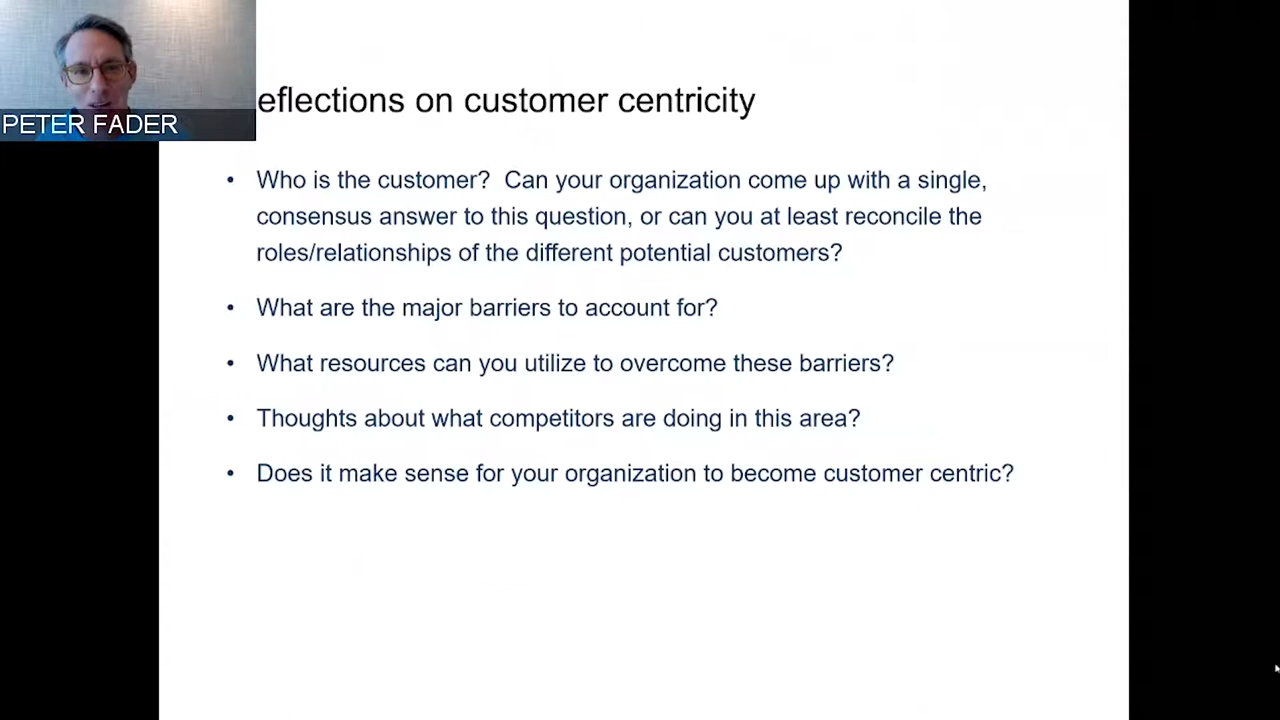 eflections on customer centricity
PETER FADER
• Who is the customer? Can your organization come up with a single,
consensus answer to this question, or can you at least reconcile the
roles/relationships of the different potential customers?
• What are the major barriers to account for?
• What resources can you utilize to overcome these barriers?
• Thoughts about what competitors are doing in this area?
• Does it make sense for your organization to become customer centric?